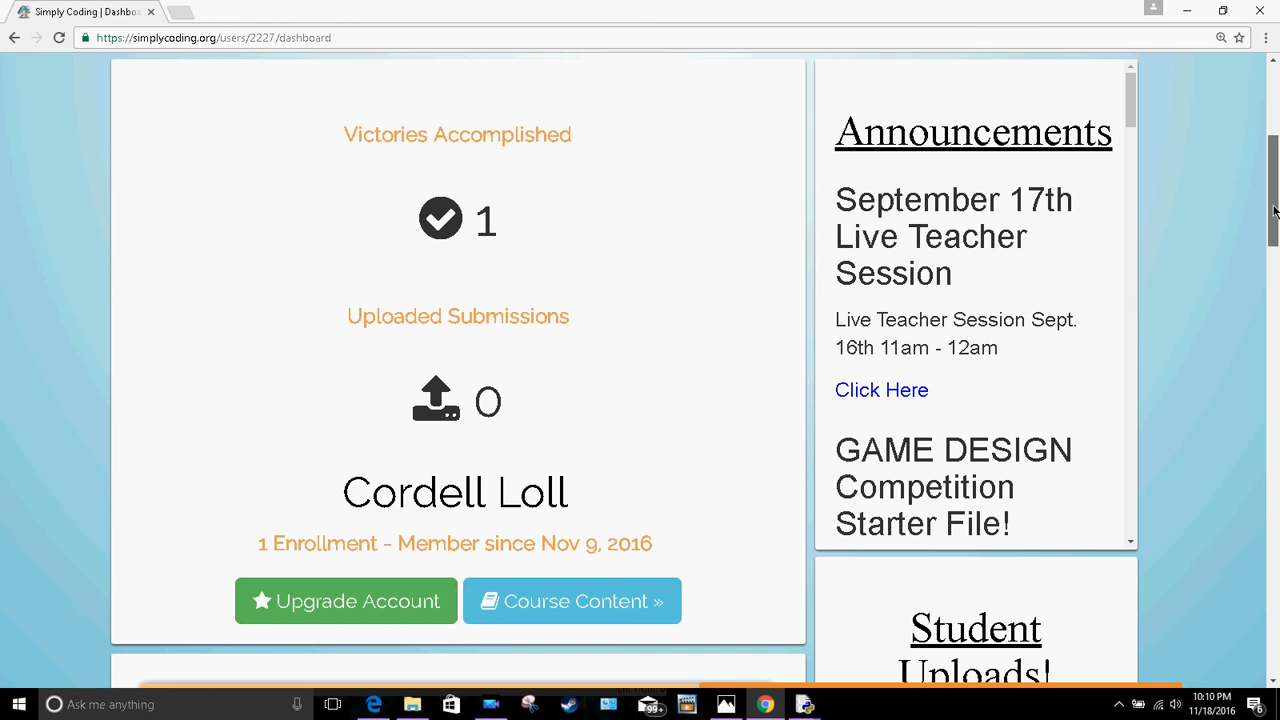 Simply Coding | Dashbo
https://simplycoding.org/users/2227/dashboard
Victories Accomplished
1
Uploaded Submissions
0
Cordell Loll
1 Enrollment - Member since Nov 9, 2016
Upgrade Account
Course Content »
Announcements
September 17th
Live Teacher
Session
Live Teacher Session Sept.
16th 11am - 12am
Click Here
GAME DESIGN
Competition
Starter File!
Student
Uploads!
Ask me anything
99+
10:10 PM
11/18/2016
6